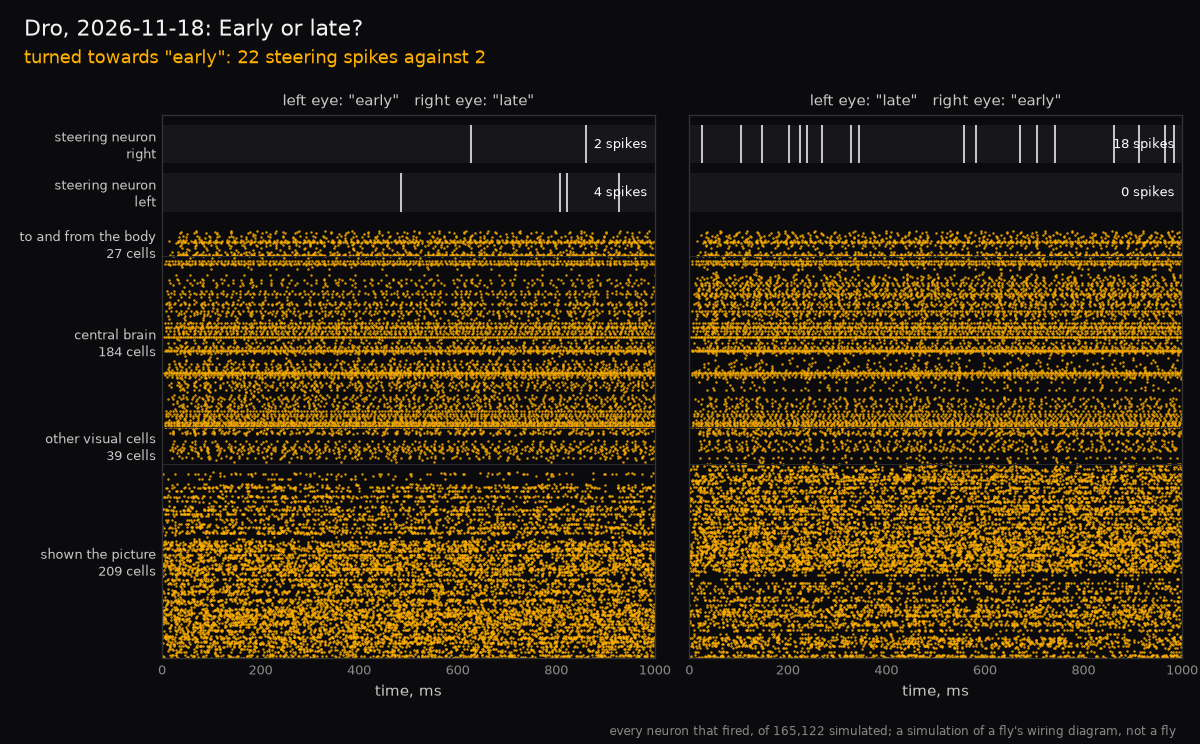 Dro, 2026-11-18: Early or late?
turned towards "early": 22 steering spikes against 2
left eye: "early"   right eye: "late"
left eye: "late"   right eye: "early"
steering neuron
right
2 spikes
18 spikes
steering neuron
left
4 spikes
0 spikes
to and from the body
27 cells
central brain
184 cells
other visual cells
39 cells
shown the picture
209 cells
0 200 400 600 800 1000
0 200 400 600 800 1000
time, ms
time, ms
every neuron that fired, of 165,122 simulated; a simulation of a fly's wiring diagram, not a fly